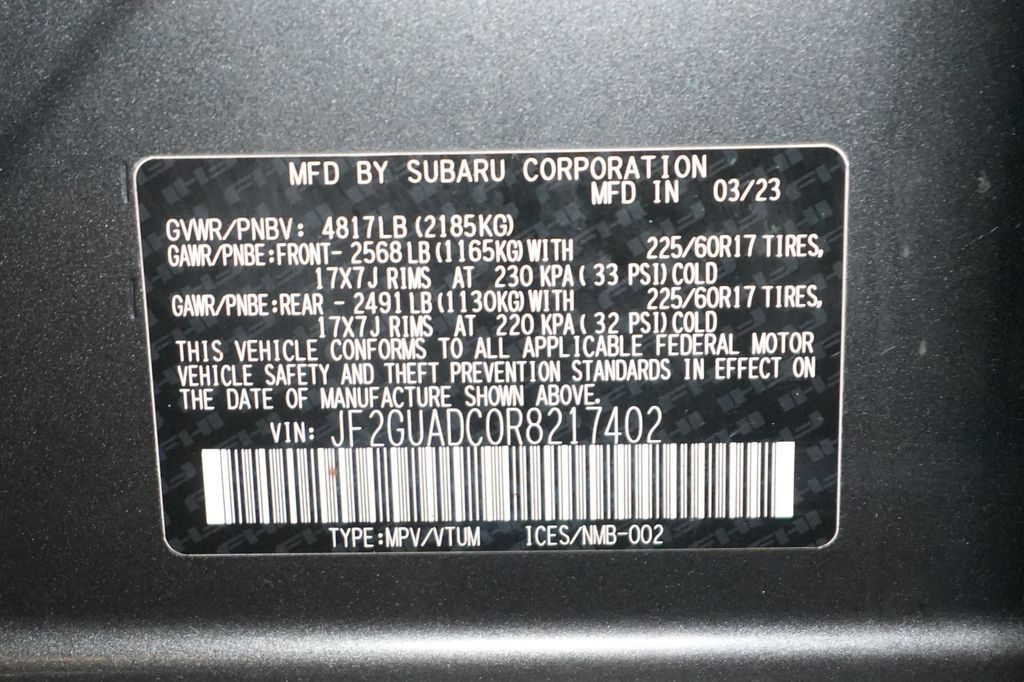 MFD BY SUBARU CORPORATION
MFD IN 03/23
GVWR/PNBV: 4817LB (2185KG)
GAWR/PNBE:FRONT- 2568 LB (1165KG) WITH 225/60R17 TIRES,
17X7J RIMS AT 230 KPA ( 33 PSI) COLD
GAWR/PNBE:REAR - 2491 LB (1130KG) WITH 225/60R17 TIRES,
17X7J RIMS AT 220 KPA ( 32 PSI) COLD
THIS VEHICLE CONFORMS TO ALL APPLICABLE FEDERAL MOTOR
VEHICLE SAFETY AND THEFT PREVENTION STANDARDS IN EFFECT ON
THE DATE OF MANUFACTURE SHOWN ABOVE.
VIN: JF2GUADC0R8217402
TYPE:MPV/VTUM ICES/NMB-002